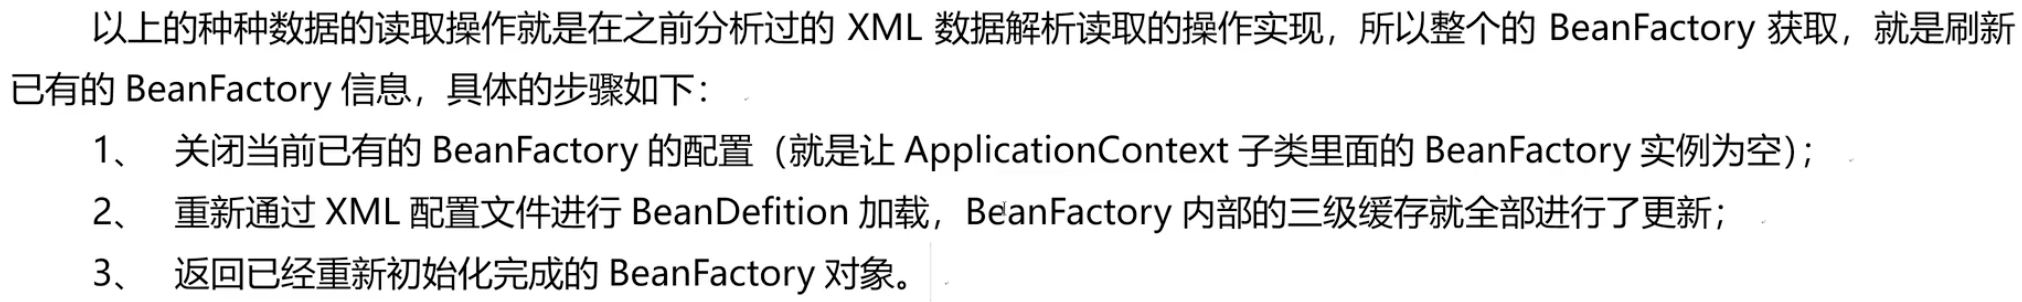 以上的种种数据的读取操作就是在之前分析过的 XML 数据解析读取的操作实现，所以整个的 BeanFactory 获取，就是刷新
已有的 BeanFactory 信息，具体的步骤如下：
1、 关闭当前已有的 BeanFactory 的配置（就是让 ApplicationContext 子类里面的 BeanFactory 实例为空）；
2、 重新通过 XML 配置文件进行 BeanDefition 加载，BeanFactory 内部的三级缓存就全部进行了更新；
3、 返回已经重新初始化完成的 BeanFactory 对象。